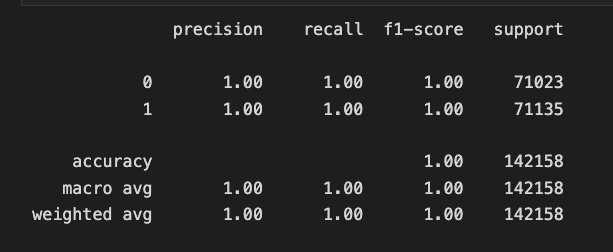 precision recall f1-score support
0 1.00 1.00 1.00 71023
1 1.00 1.00 1.00 71135
accuracy 1.00 142158
macro avg 1.00 1.00 1.00 142158
weighted avg 1.00 1.00 1.00 142158